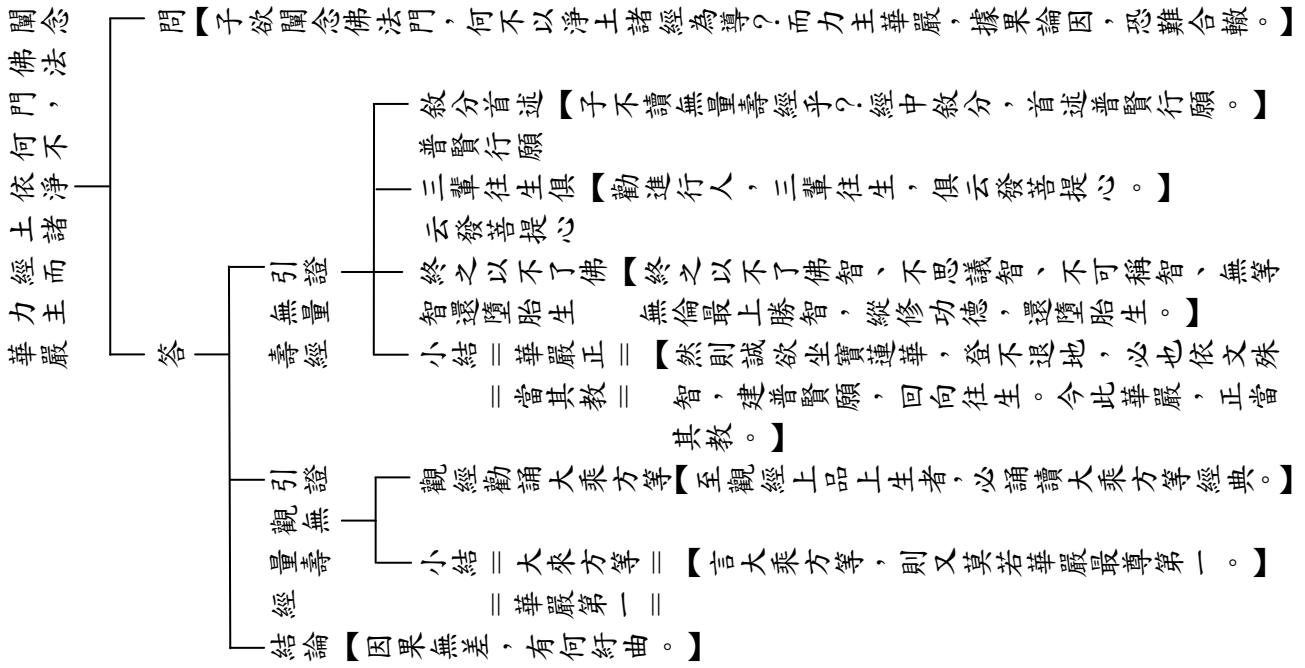 闡念
佛法
門，
何不
依淨
土諸
經而
力主
華嚴
問【子欲闡念佛法門，何不以淨土諸經為導？而力主華嚴，據果論因，恐難合轍。】
答
引證
無量
壽經
敘分首述
普賢行願
【子不讀無量壽經乎？經中敘分，首述普賢行願。】
三輩往生俱
云發菩提心
【勸進行人，三輩往生，俱云發菩提心。】
終之以不了佛
智還墮胎生
【終之以不了佛智、不思議智、不可稱智、無等
無倫最上勝智，縱修功德，還墮胎生。】
小結＝華嚴正＝
＝當其教＝
【然則誠欲坐寶蓮華，登不退地，必也依文殊
智，建普賢願，回向往生。今此華嚴，正當
其教。】
引證
觀無
量壽
經
觀經勸誦大乘方等【至觀經上品上生者，必誦讀大乘方等經典。】
小結＝大來方等＝
＝華嚴第一＝
【言大乘方等，則又莫若華嚴最尊第一。】
結論【因果無差，有何紆曲。】